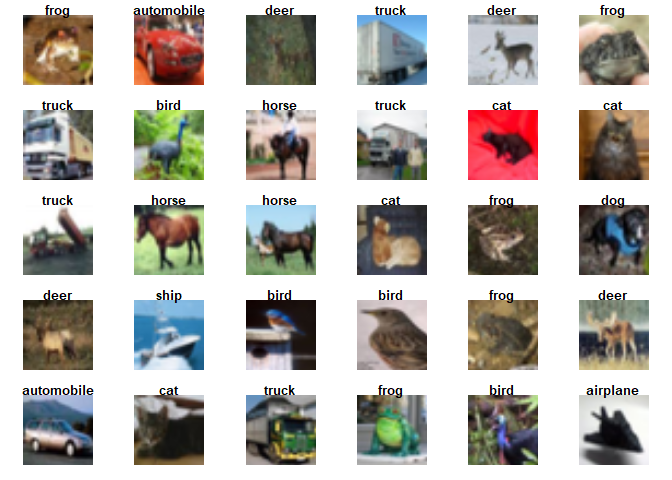 frog automobile deer truck deer frog
truck bird horse truck cat cat
truck horse horse cat frog dog
deer ship bird bird frog deer
automobile cat truck frog bird airplane